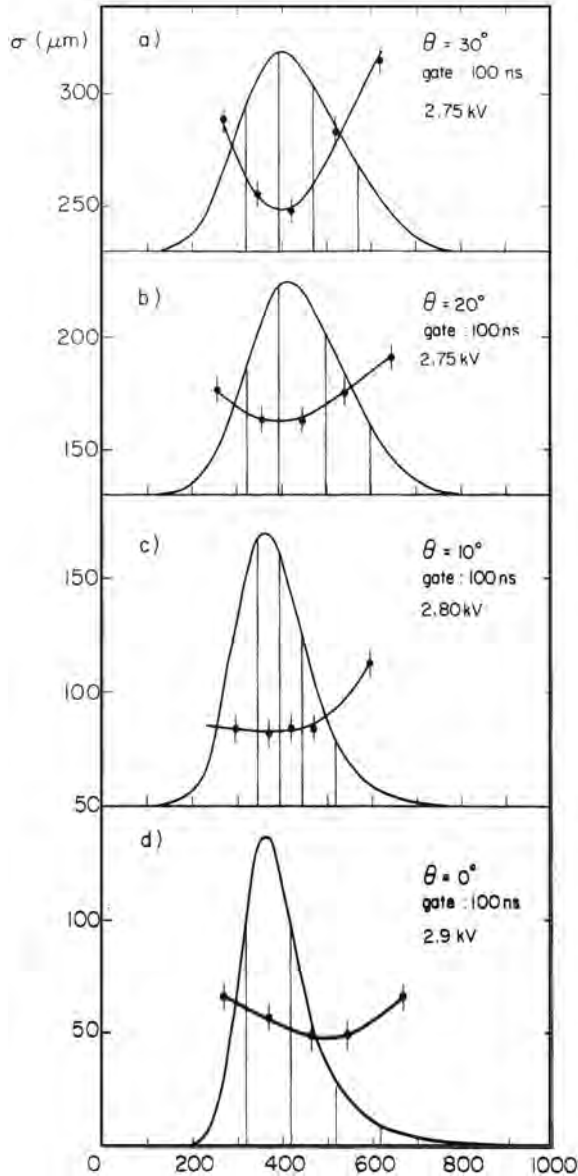 σ (μm)
a)
θ = 30°
gate : 100 ns
2.75 kV
300
250
b)
θ = 20°
gate : 100 ns
2.75 kV
200
150
c)
θ = 10°
gate : 100 ns
2.80 kV
150
100
50
d)
θ = 0°
gate : 100 ns
2.9 kV
100
50
0 200 400 600 800 1000